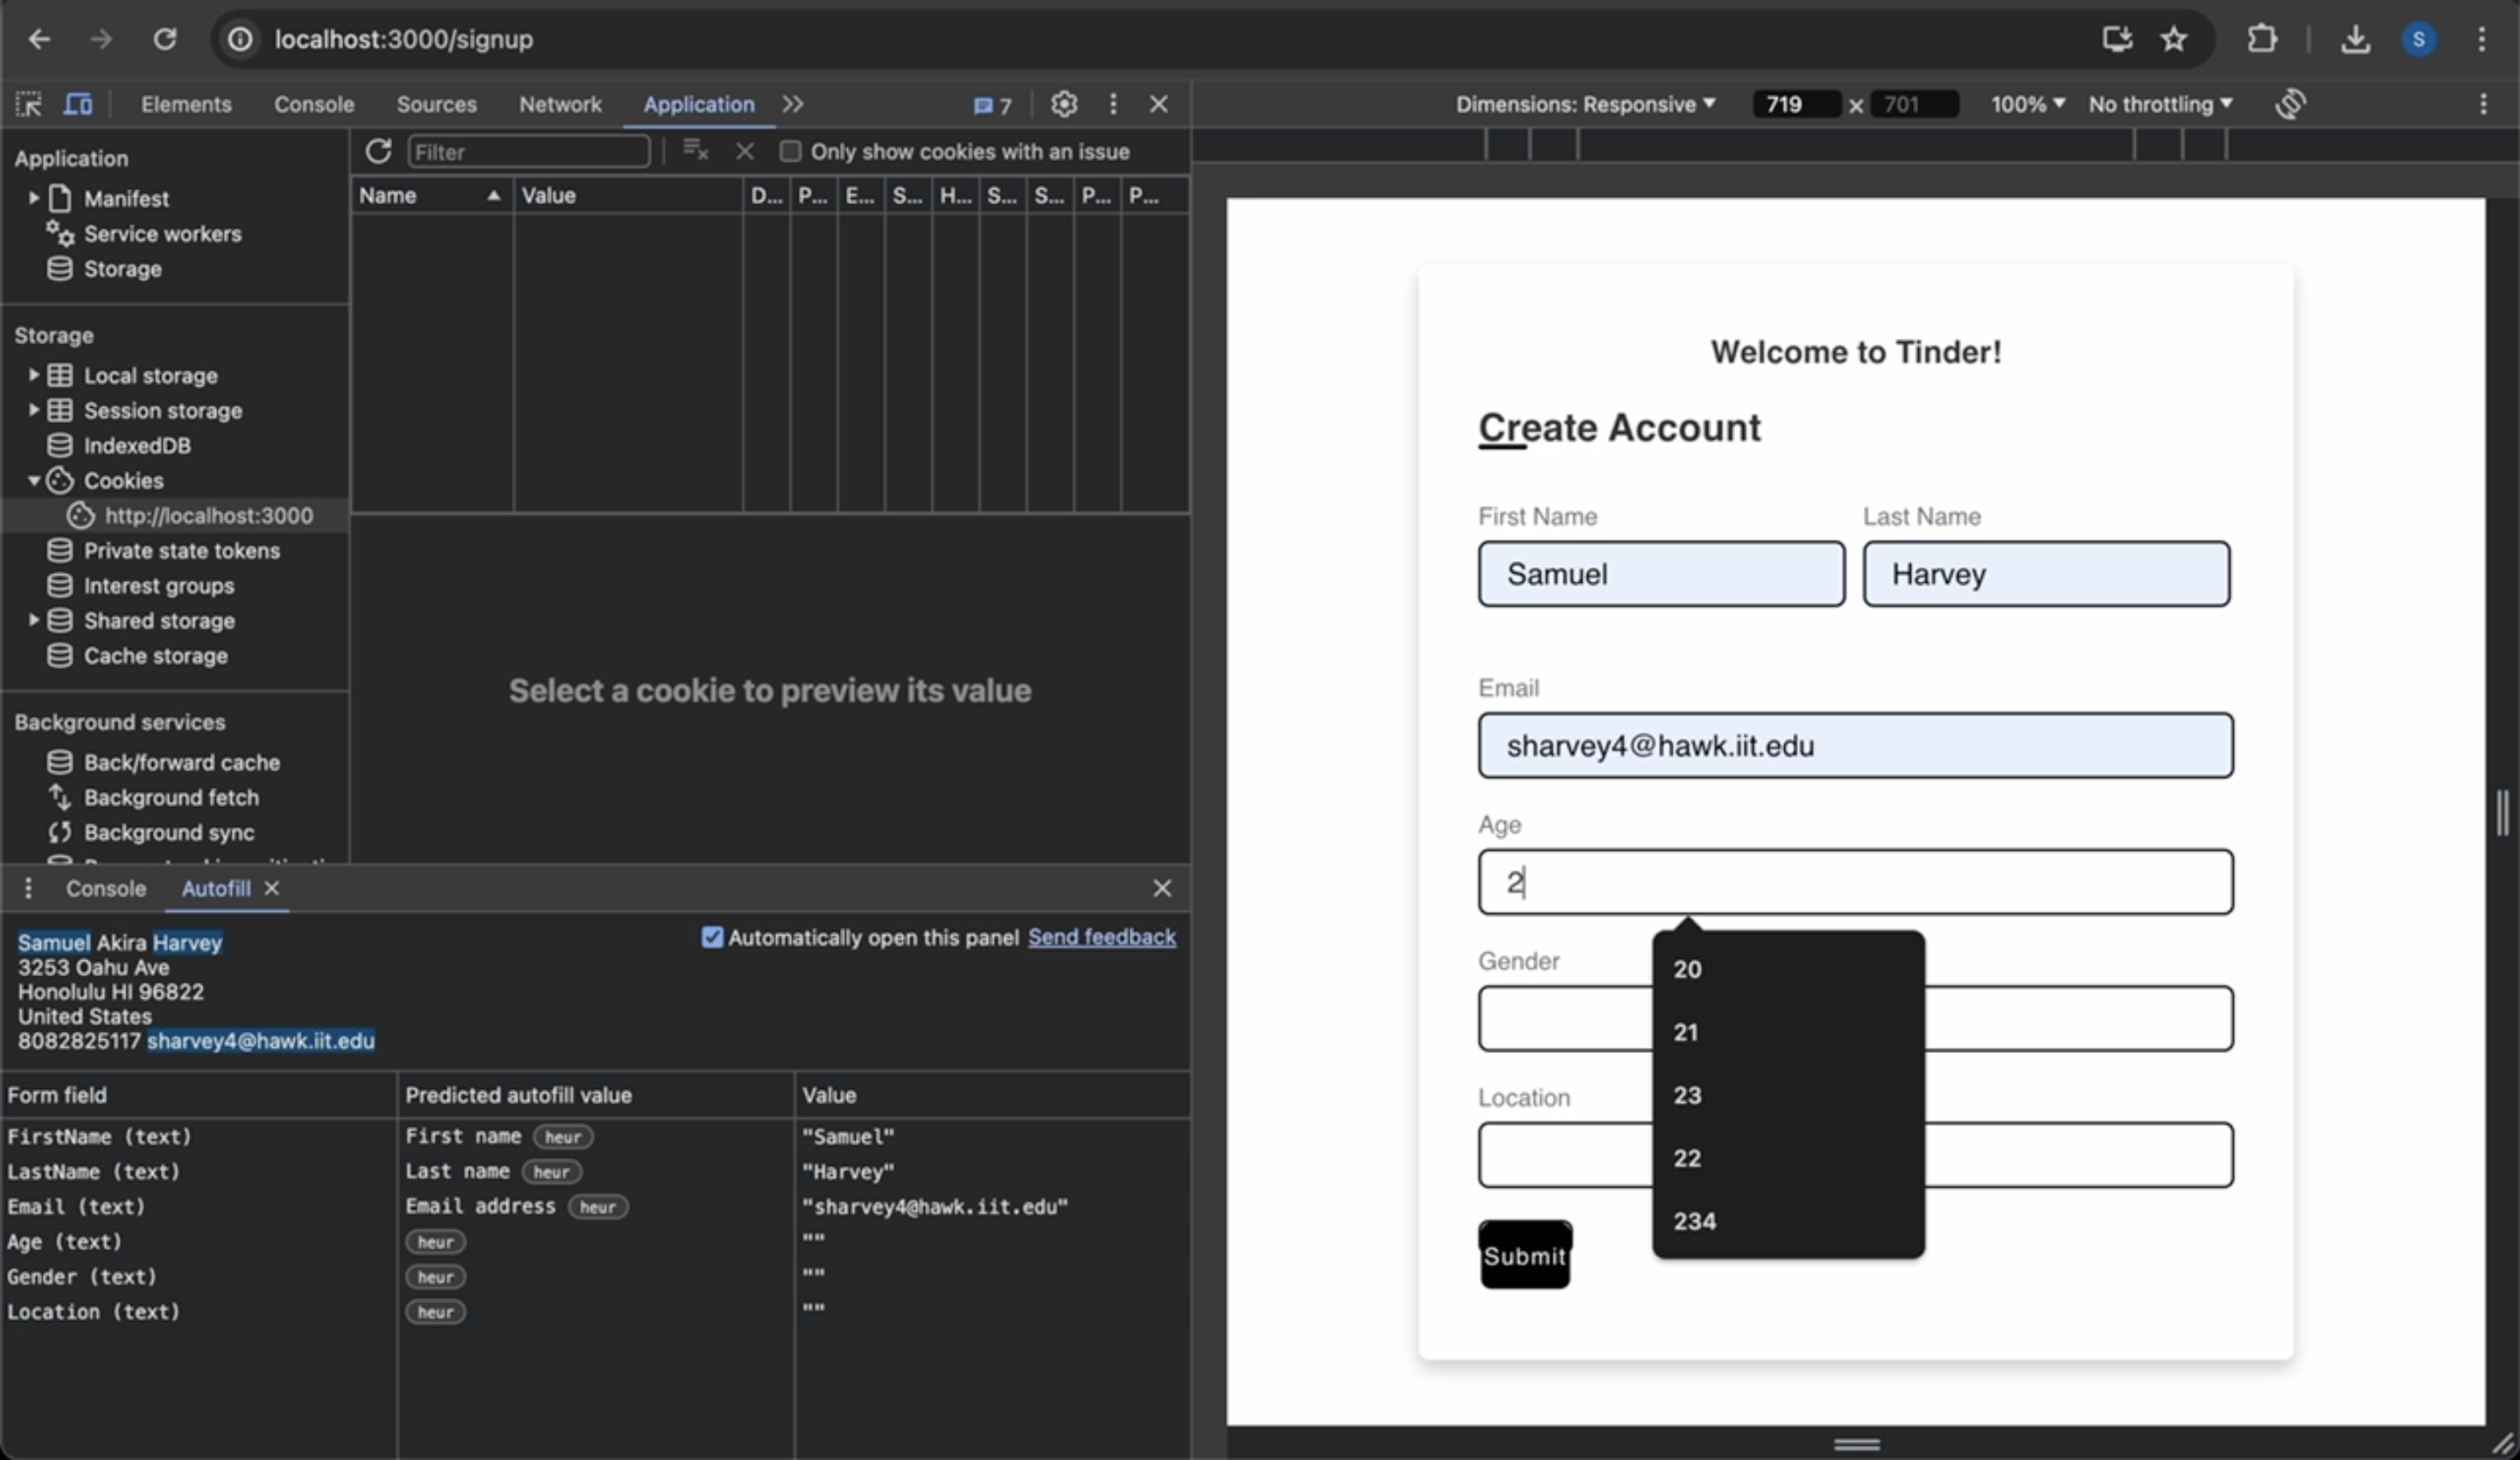 localhost:3000/signup
S
Elements Console Sources Network Application 7
Dimensions: Responsive 719 x 701 100% No throttling
Application
Manifest
Service workers
Storage
Storage
Local storage
Session storage
IndexedDB
Cookies
http://localhost:3000
Private state tokens
Interest groups
Shared storage
Cache storage
Background services
Back/forward cache
Background fetch
Background sync
Filter Only show cookies with an issue
Name Value D... P... E... S... H... S... S... P... P...
Select a cookie to preview its value
Console Autofill
Samuel Akira Harvey
3253 Oahu Ave
Honolulu HI 96822
United States
8082825117 sharvey4@hawk.iit.edu
Automatically open this panel Send feedback
Form field Predicted autofill value Value
FirstName (text) First name heur "Samuel"
LastName (text) Last name heur "Harvey"
Email (text) Email address heur "sharvey4@hawk.iit.edu"
Age (text) heur ""
Gender (text) heur ""
Location (text) heur ""
Welcome to Tinder!
Create Account
First Name Last Name
Samuel Harvey
Email
sharvey4@hawk.iit.edu
Age
2
Gender
Location
20
21
23
22
234
Submit